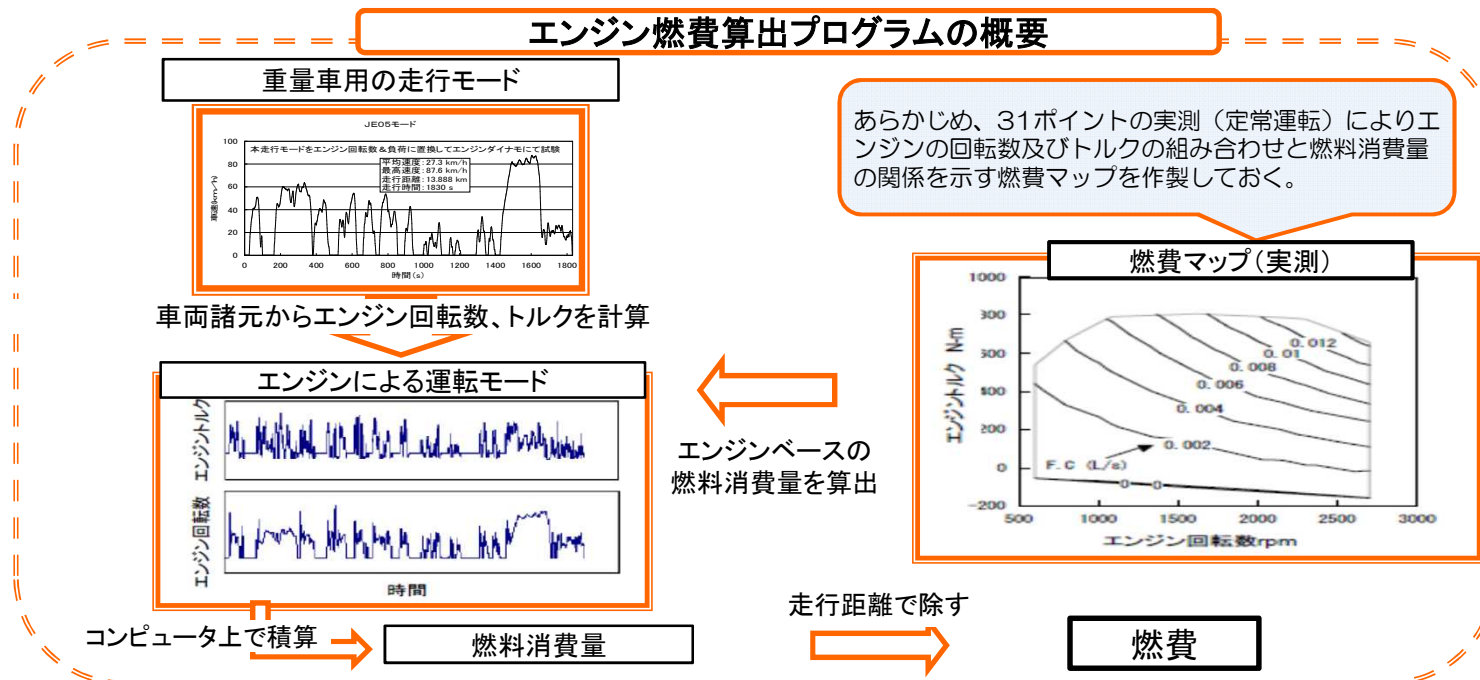 エンジン燃費算出プログラムの概要
重量車用の走行モード
JE05モード
本走行モードをエンジン回転数&負荷に置換してエンジンダイナモにて試験
平均速度:27.3 km/h
最高速度:87.6 km/h
走行距離:13.888 km
走行時間:1830 s
車速(km/h)
100
80
60
40
20
0
0 200 400 600 800 1000 1200 1400 1600 1800
時間(s)
車両諸元からエンジン回転数、トルクを計算
エンジンによる運転モード
エンジントルク
エンジン回転数
時間
コンピュータ上で積算
燃料消費量
あらかじめ、31ポイントの実測(定常運転)によりエ
ンジンの回転数及びトルクの組み合わせと燃料消費量
の関係を示す燃費マップを作製しておく。
燃費マップ(実測)
エンジントルク N-m
1000
800
600
400
200
0
-200
0.012
0.01
0.008
0.006
0.004
0.002
F.C (L/s)
0 0
500 1000 1500 2000 2500 3000
エンジン回転数rpm
エンジンベースの
燃料消費量を算出
走行距離で除す
燃費